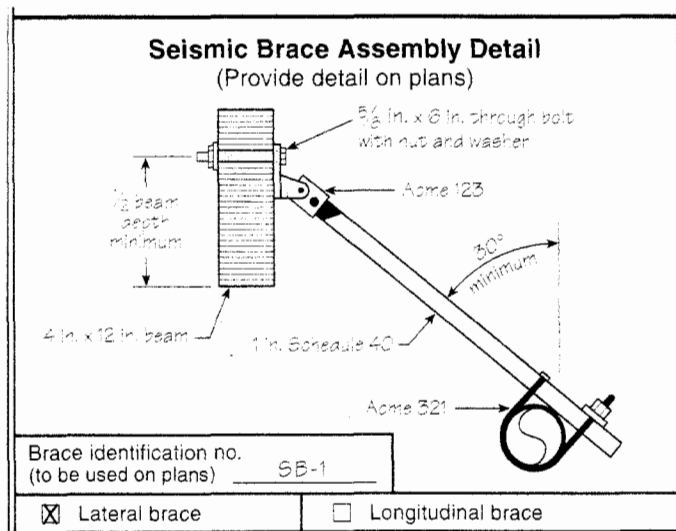 Seismic Brace Assembly Detail
(Provide detail on plans)
in. x 6 in. through bolt
with nut and washer
Acme 123
1/2 beam
depth
minimum
30°
minimum
4 in. x 12 in. beam
1 in. Schedule 40
Acme 321
Brace identification no.
(to be used on plans) SB-1
☒ Lateral brace
☐ Longitudinal brace